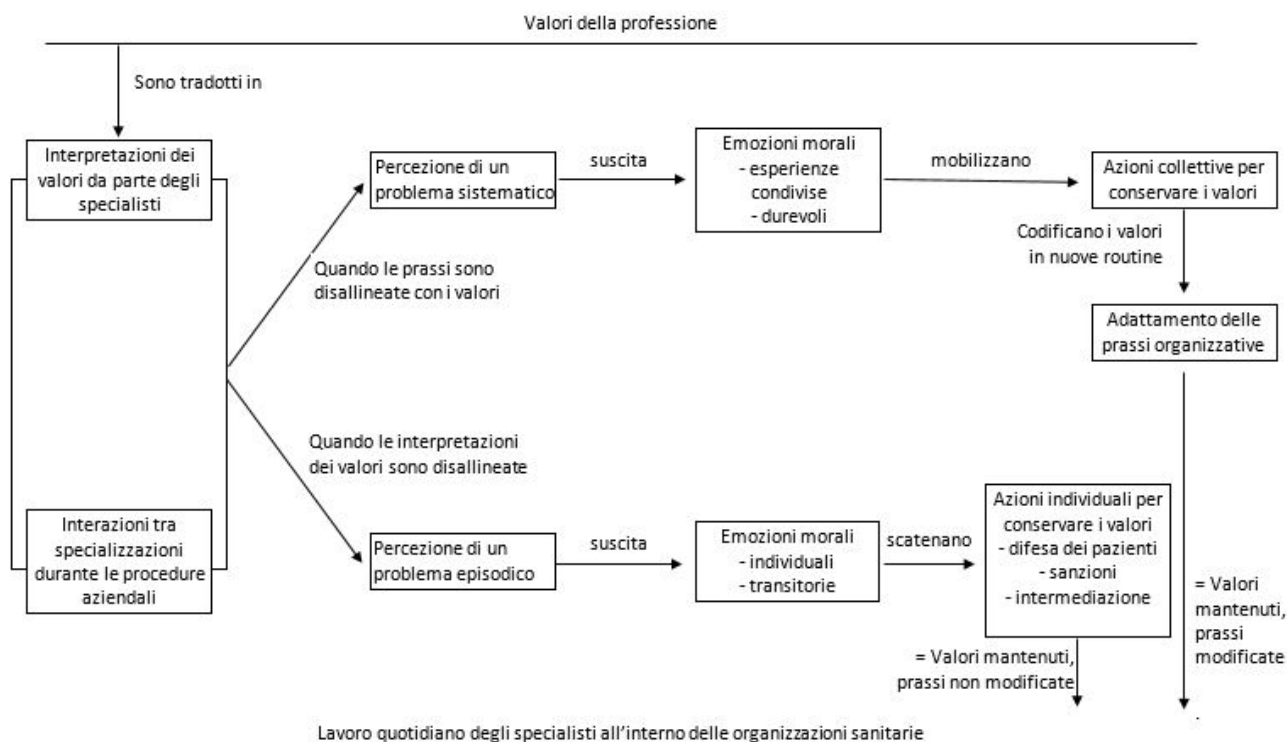 Valori della professione
Sono tradotti in
Interpretazioni dei
valori da parte degli
specialisti
Percezione di un
problema sistematico
suscita
Emozioni morali
- esperienze
condivise
- durevoli
mobilizzano
Azioni collettive per
conservare i valori
Codificano i valori
in nuove routine
Quando le prassi sono
disallineate con i valori
Adattamento delle
prassi organizzative
Quando le interpretazioni
dei valori sono disallineate
Interazioni tra
specializzazioni
durante le procedure
aziendali
Percezione di un
problema episodico
suscita
Emozioni morali
- individuali
- transitorie
scatenano
Azioni individuali per
conservare i valori
- difesa dei pazienti
- sanzioni
- intermediazione
= Valori
mantenuti,
prassi
modificate
= Valori mantenuti,
prassi non modificate
Lavoro quotidiano degli specialisti all'interno delle organizzazioni sanitarie